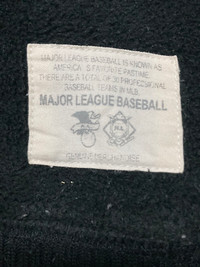 MAJOR LEAGUE BASEBALL IS KNOWN AS
AMERICA'S FAVORITE PASTIME.
THERE ARE A TOTAL OF 30 PROFESSIONAL
BASEBALL TEAMS IN MLB.
MAJOR LEAGUE BASEBALL